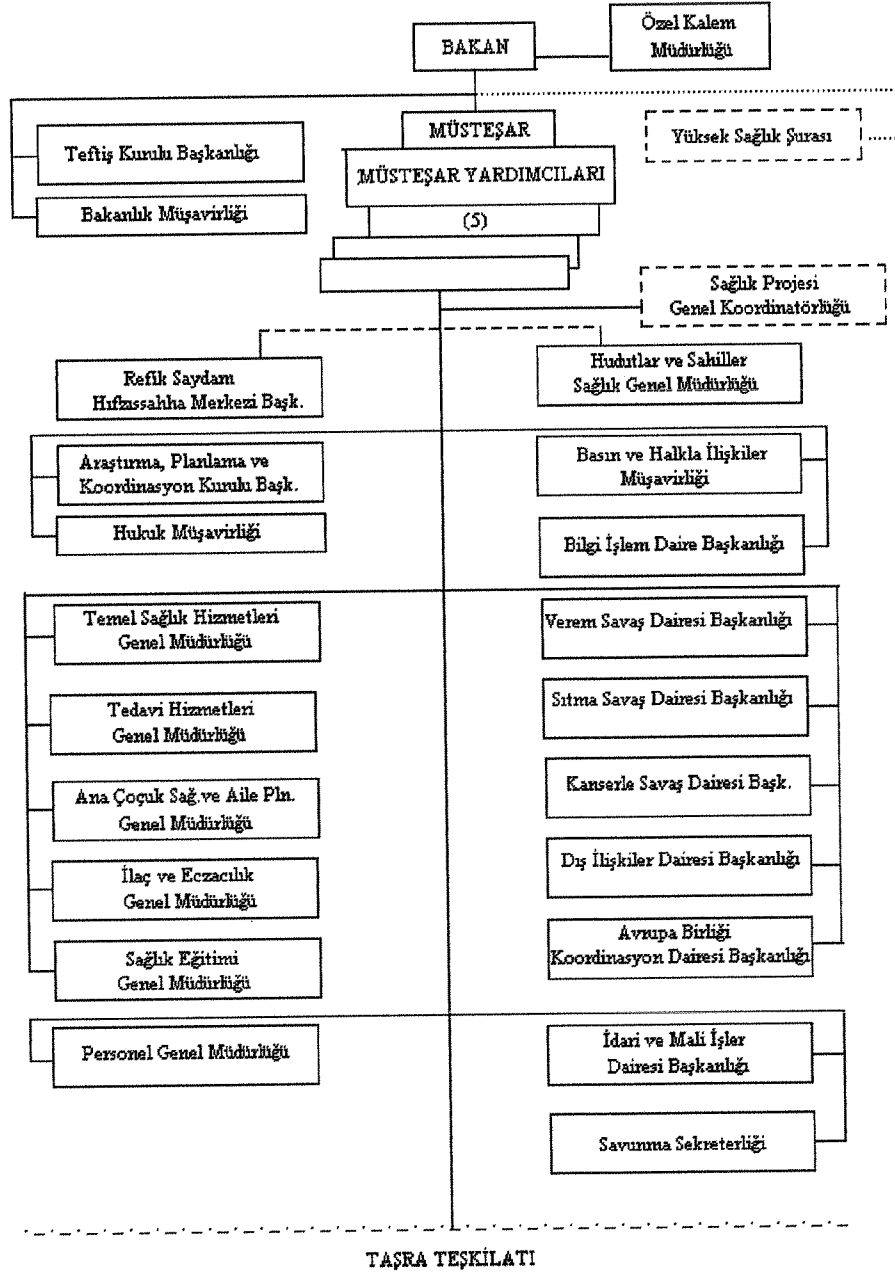 BAKAN
Özel Kalem
Müdürlüğü
MÜSTEŞAR
Yüksek Sağlık Şurası
Teftiş Kurulu Başkanlığı
MÜSTEŞAR YARDIMCILARI
Bakanlık Müşavirliği
(5)
Sağlık Projesi
Genel Koordinatörlüğü
Refik Saydam
Hıfzıssahha Merkezi Başk.
Hudutlar ve Sahiller
Sağlık Genel Müdürlüğü
Araştırma, Planlama ve
Koordinasyon Kurulu Başk.
Basın ve Halkla İlişkiler
Müşavirliği
Hukuk Müşavirliği
Bilgi İşlem Daire Başkanlığı
Temel Sağlık Hizmetleri
Genel Müdürlüğü
Verem Savaş Dairesi Başkanlığı
Tedavi Hizmetleri
Genel Müdürlüğü
Sıtma Savaş Dairesi Başkanlığı
Ana Çoçuk Sağ.ve Aile Pln.
Genel Müdürlüğü
Kanserle Savaş Dairesi Başk.
İlaç ve Eczacılık
Genel Müdürlüğü
Dış İlişkiler Dairesi Başkanlığı
Sağlık Eğitimi
Genel Müdürlüğü
Avrupa Birliği
Koordinasyon Dairesi Başkanlığı
Personel Genel Müdürlüğü
İdari ve Mali İşler
Dairesi Başkanlığı
Savunma Sekreterliği
TAŞRA TEŞKİLATI